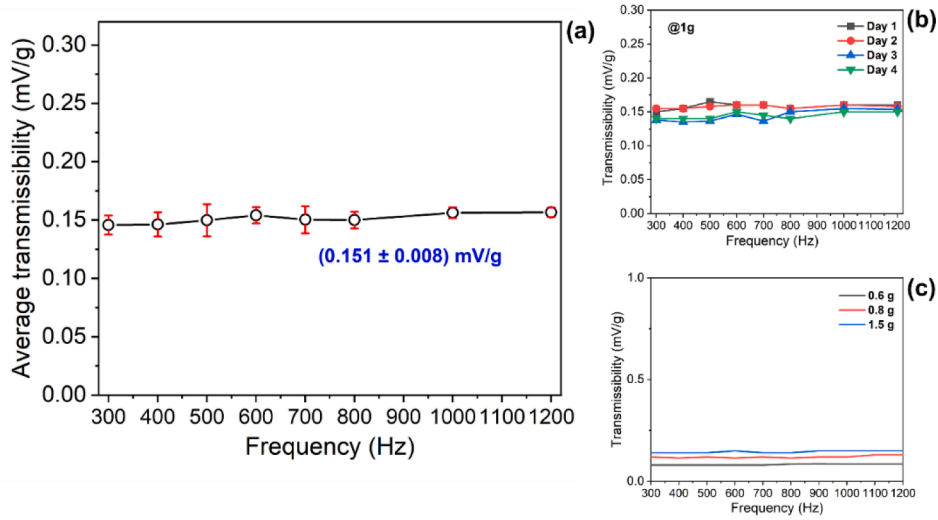 (a)
Average transmissibility (mV/g)
0.30
0.25
0.20
0.15
0.10
0.05
0.00
(0.151 ± 0.008) mV/g
300 400 500 600 700 800 900 1000 1100 1200
Frequency (Hz)
(b)
@1g
Day 1
Day 2
Day 3
Day 4
Transmissibility (mV/g)
0.30
0.25
0.20
0.15
0.10
0.05
0.00
300 400 500 600 700 800 900 1000 1100 1200
Frequency (Hz)
(c)
0.6 g
0.8 g
1.5 g
Transmissibility (mV/g)
1.0
0.5
0.0
300 400 500 600 700 800 900 1000 1100 1200
Frequency (Hz)